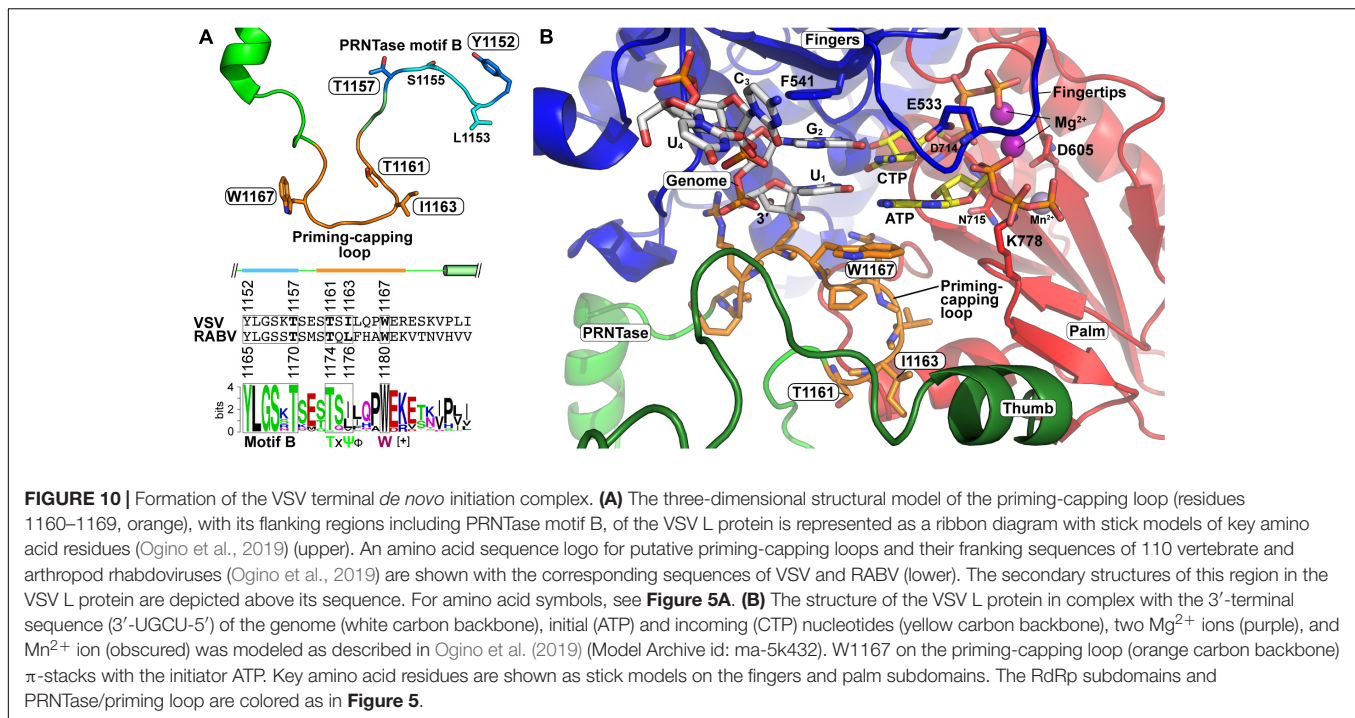 A
PRNTase motif B
Y1152
T1157
S1155
L1153
T1161
W1167
I1163
Priming-capping
loop
1152
1157
1161
1163
1167
VSV YLGSKTSESTSILQPWERESKVPLI
RABV YLGSSTSMSTQLFHAWEKVTNVHVV
1165
1170
1174
1176
1180
4
2
0
bits
Motif B TxΨΦ W [+]
B
Fingers
C3
F541
E533
Fingertips
Mg2+
G2
D714
D605
U4
CTP
Genome
U1
3′
ATP
N715
Mn2+
K778
W1167
Priming-
capping
loop
PRNTase
Palm
I1163
T1161
Thumb
FIGURE 10 | Formation of the VSV terminal de novo initiation complex. (A) The three-dimensional structural model of the priming-capping loop (residues
1160–1169, orange), with its flanking regions including PRNTase motif B, of the VSV L protein is represented as a ribbon diagram with stick models of key amino
acid residues (Ogino et al., 2019) (upper). An amino acid sequence logo for putative priming-capping loops and their franking sequences of 110 vertebrate and
arthropod rhabdoviruses (Ogino et al., 2019) are shown with the corresponding sequences of VSV and RABV (lower). The secondary structures of this region in the
VSV L protein are depicted above its sequence. For amino acid symbols, see Figure 5A. (B) The structure of the VSV L protein in complex with the 3′-terminal
sequence (3′-UGCU-5′) of the genome (white carbon backbone), initial (ATP) and incoming (CTP) nucleotides (yellow carbon backbone), two Mg2+ ions (purple), and
Mn2+ ion (obscured) was modeled as described in Ogino et al. (2019) (Model Archive id: ma-5k432). W1167 on the priming-capping loop (orange carbon backbone)
π-stacks with the initiator ATP. Key amino acid residues are shown as stick models on the fingers and palm subdomains. The RdRp subdomains and
PRNTase/priming loop are colored as in Figure 5.